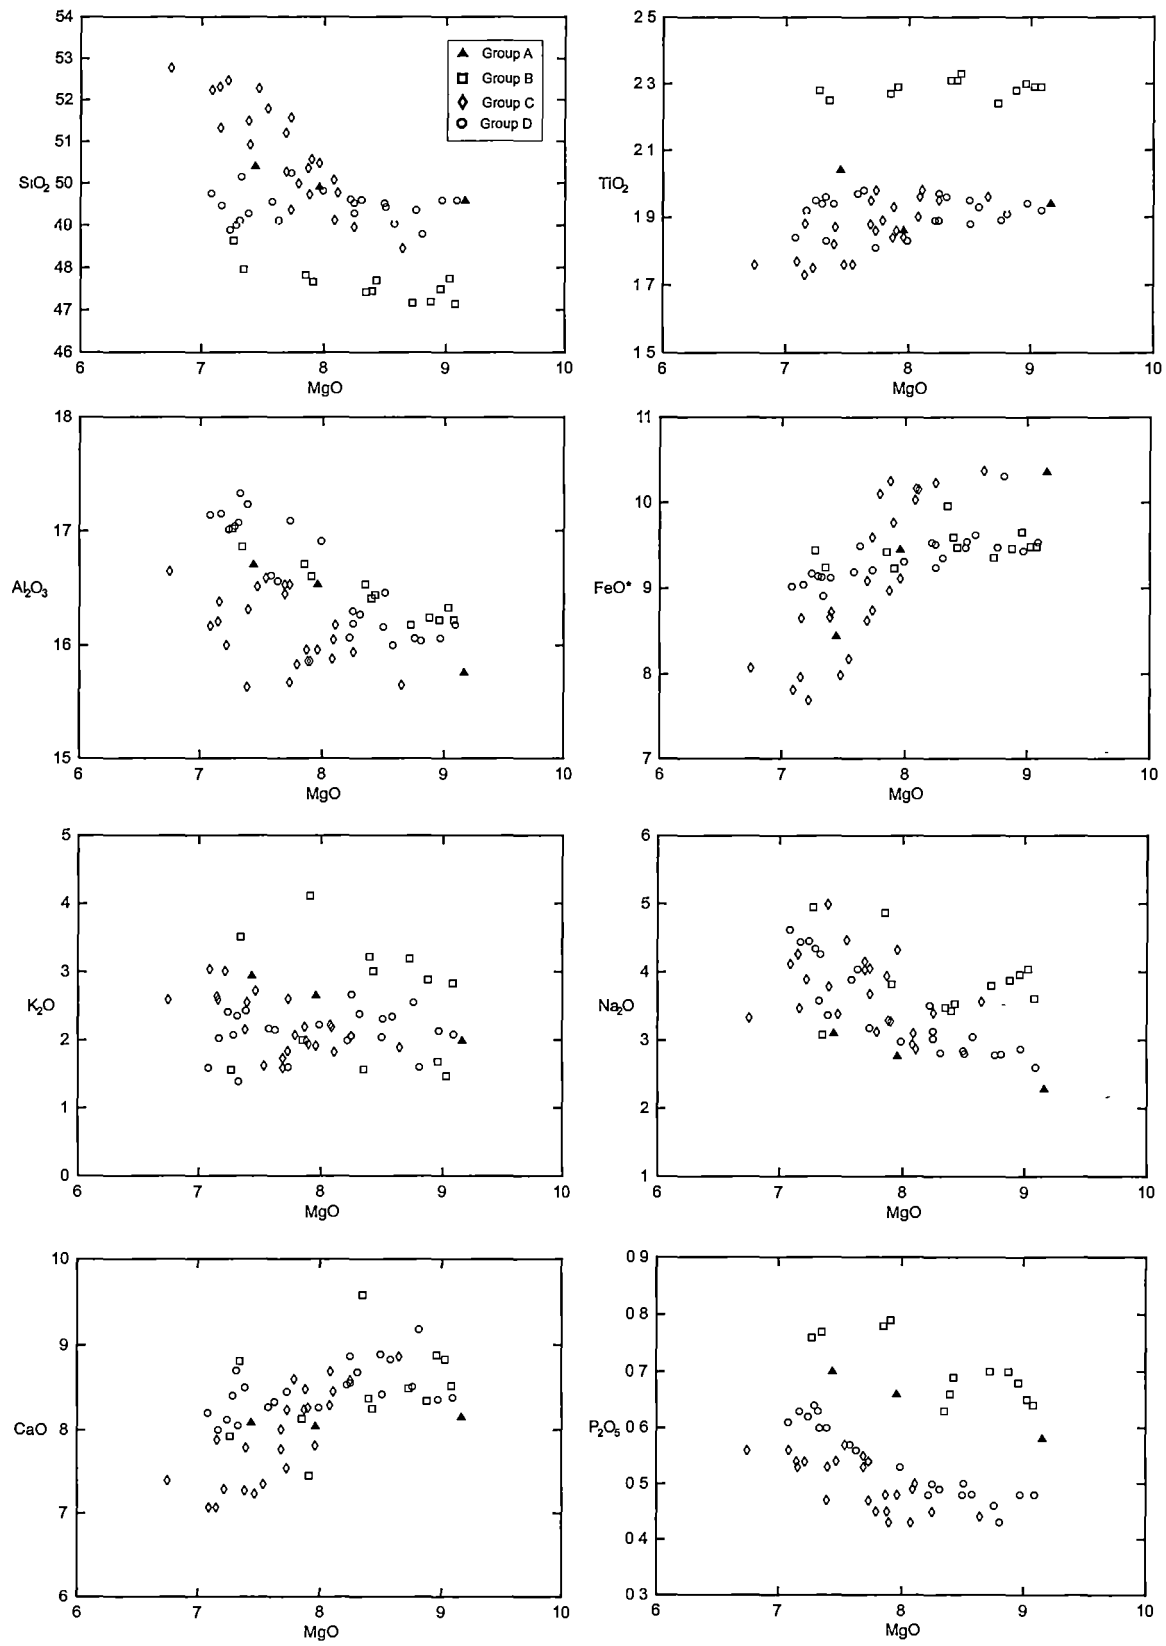 54
53
52
51
SiO2 50
49
48
47
46
6 7 8 9 10
MgO
Group A
Group B
Group C
Group D
2 5
2 3
2 1
TiO2
1 9
1 7
1 5
6 7 8 9 10
MgO
18
17
Al2O3
16
15
6 7 8 9 10
MgO
11
10
FeO* 9
8
7
6 7 8 9 10
MgO
5
4
3
K2O
2
1
0
6 7 8 9 10
MgO
6
5
4
Na2O
3
2
1
6 7 8 9 10
MgO
10
9
CaO 8
7
6
6 7 8 9 10
MgO
0 9
0 8
0 7
P2O5 0 6
0 5
0 4
0 3
6 7 8 9 10
MgO